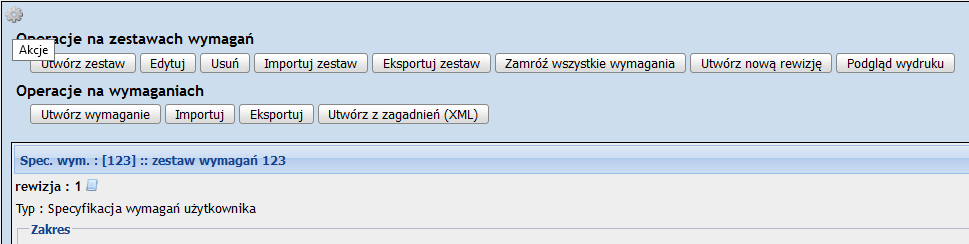 Operacje na zestawach wymagań
Akcje
Utwórz zestaw Edytuj Usuń Importuj zestaw Eksportuj zestaw Zamróź wszystkie wymagania Utwórz nową rewizję Podgląd wydruku
Operacje na wymaganiach
Utwórz wymaganie Importuj Eksportuj Utwórz z zagadnień (XML)
Spec. wym. : [123] :: zestaw wymagań 123
rewizja : 1
Typ : Specyfikacja wymagań użytkownika
Zakres